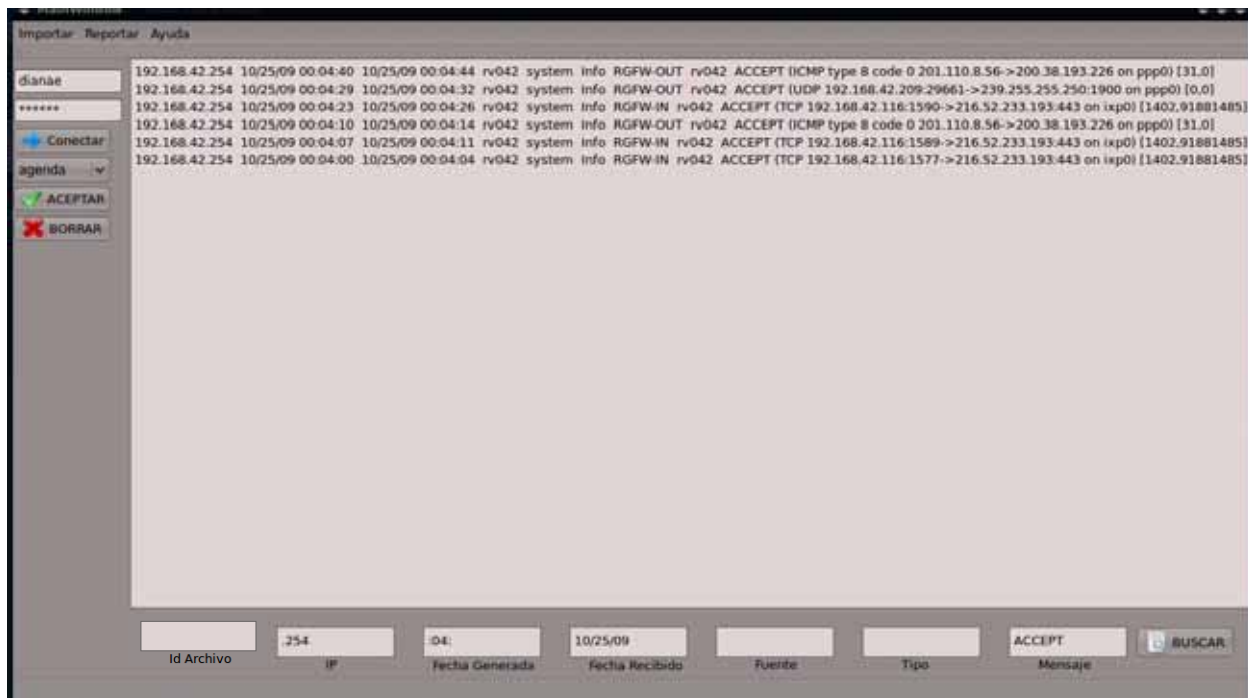 Importar Reportar Ayuda
dianae
******
Conectar
agenda
ACEPTAR
BORRAR
192.168.42.254 10/25/09 00:04:40 10/25/09 00:04:44 rv042 system info RGFW-OUT rv042 ACCEPT (ICMP type 8 code 0 201.110.8.56->200.38.193.226 on ppp0) [31,0]
192.168.42.254 10/25/09 00:04:29 10/25/09 00:04:32 rv042 system info RGFW-OUT rv042 ACCEPT (UDP 192.168.42.209:29661->239.255.255.250:1900 on ppp0) [0,0]
192.168.42.254 10/25/09 00:04:23 10/25/09 00:04:26 rv042 system info RGFW-IN rv042 ACCEPT (TCP 192.168.42.116:1590->216.52.233.193:443 on ixp0) [1402,91881485]
192.168.42.254 10/25/09 00:04:10 10/25/09 00:04:14 rv042 system info RGFW-OUT rv042 ACCEPT (ICMP type 8 code 0 201.110.8.56->200.38.193.226 on ppp0) [31,0]
192.168.42.254 10/25/09 00:04:07 10/25/09 00:04:11 rv042 system info RGFW-IN rv042 ACCEPT (TCP 192.168.42.116:1589->216.52.233.193:443 on ixp0) [1402,91881485]
192.168.42.254 10/25/09 00:04:00 10/25/09 00:04:04 rv042 system info RGFW-IN rv042 ACCEPT (TCP 192.168.42.116:1577->216.52.233.193:443 on ixp0) [1402,91881485]
.254 :04: 10/25/09 ACCEPT BUSCAR
Id Archivo IP Fecha Generada Fecha Recibido Fuente Tipo Mensaje